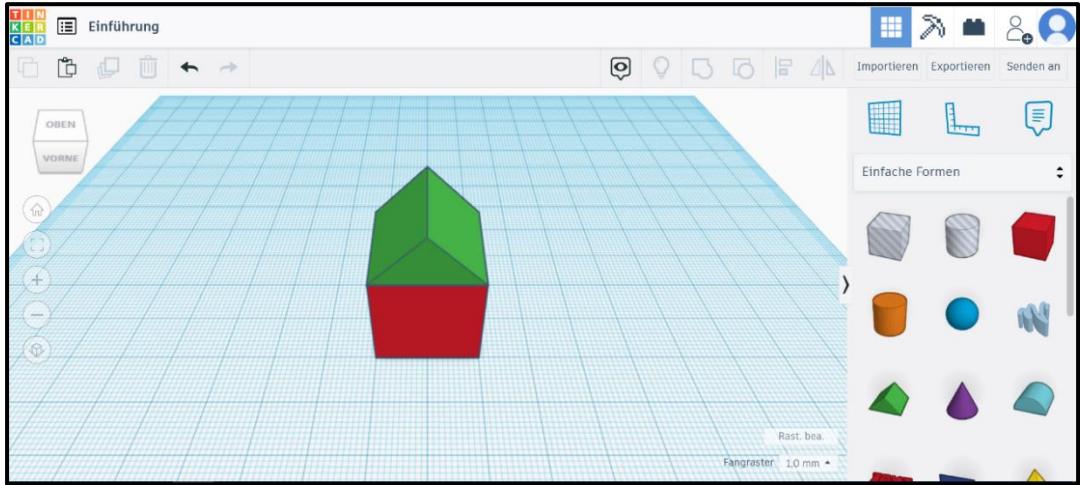 TIN
KER
CAD
Einführung
Importieren
Exportieren
Senden an
OBEN
VORNE
Einfache Formen
Rast. bea.
Fangraster 1,0 mm